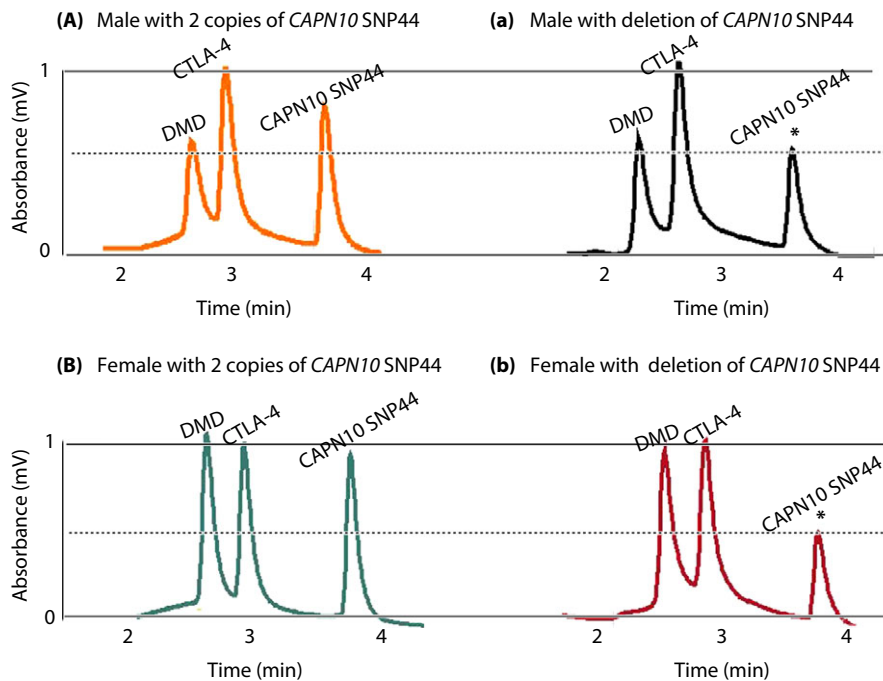 (A) Male with 2 copies of CAPN10 SNP44
(a) Male with deletion of CAPN10 SNP44
Absorbance (mV)
1
0
DMD
CTLA-4
CAPN10 SNP44
DMD
CTLA-4
CAPN10 SNP44
*
2 3 4
2 3 4
Time (min)
Time (min)
(B) Female with 2 copies of CAPN10 SNP44
(b) Female with deletion of CAPN10 SNP44
Absorbance (mV)
1
0
DMD
CTLA-4
CAPN10 SNP44
DMD
CTLA-4
CAPN10 SNP44
*
2 3 4
2 3 4
Time (min)
Time (min)